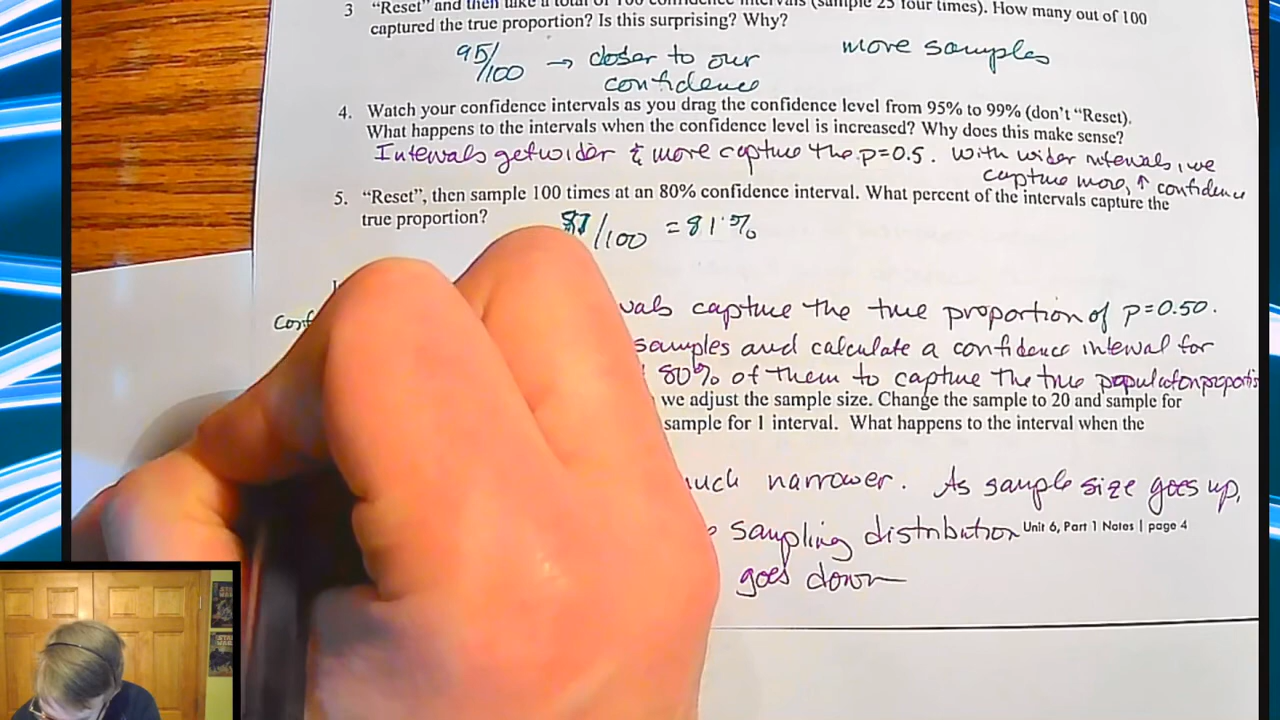 3 "Reset" and then take a total of 100 confidence intervals (sample 25 four times). How many out of 100
captured the true proportion? Is this surprising? Why?
95/100 → closer to our confidence
more samples
4. Watch your confidence intervals as you drag the confidence level from 95% to 99% (don't "Reset).
What happens to the intervals when the confidence level is increased? Why does this make sense?
Intervals get wider & more capture the p=0.5. With wider intervals, we
capture more, ↑ confidence
5. "Reset", then sample 100 times at an 80% confidence interval. What percent of the intervals capture the
true proportion?
/100 = 81%
vals capture the true proportion of p=0.50.
Conf
samples and calculate a confidence interval for
80% of them to capture the true population proportio
we adjust the sample size. Change the sample to 20 and sample for
sample for 1 interval. What happens to the interval when the
narrower. As sample size goes up,
sampling distribution
Unit 6, Part 1 Notes | page 4
goes down
STAR
WARS